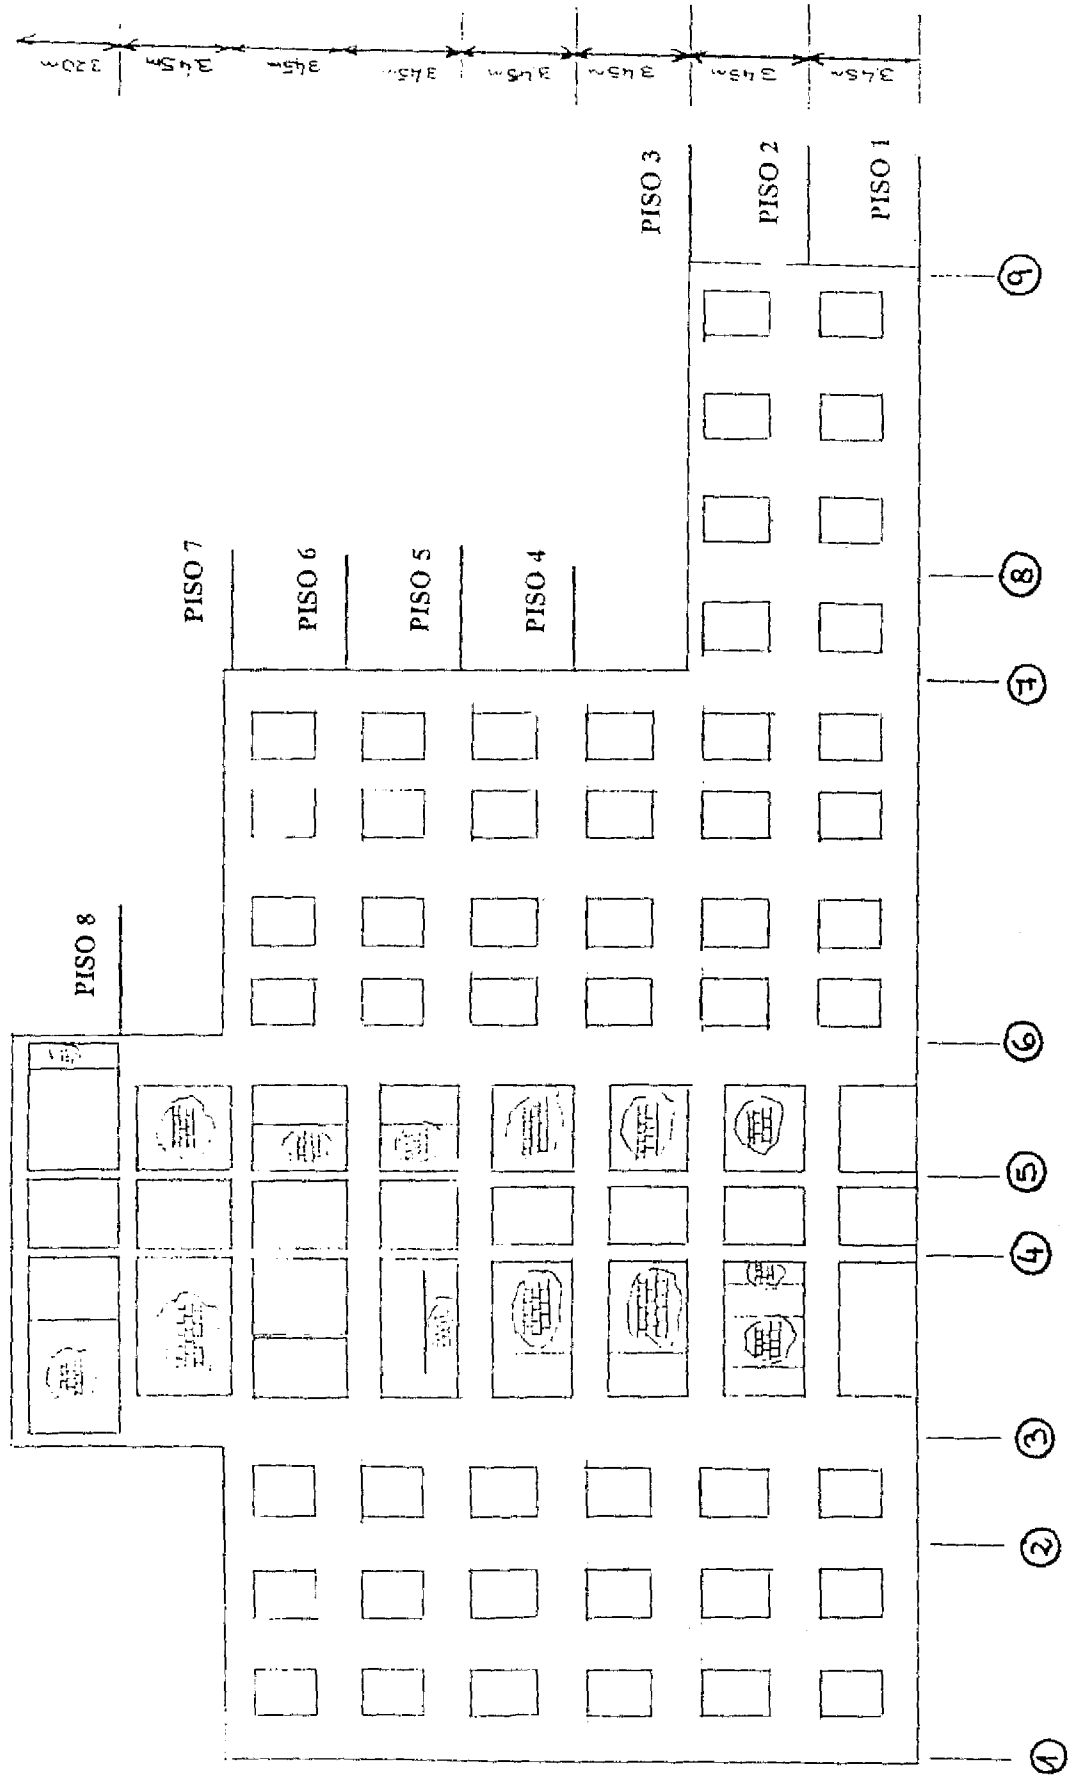 3.20m
3.45m
3.45m
3.45m
3.45m
3.45m
3.45m
3.45m
PISO 8
PISO 7
PISO 6
PISO 5
PISO 4
PISO 3
PISO 2
PISO 1
1
2
3
4
5
6
7
8
9